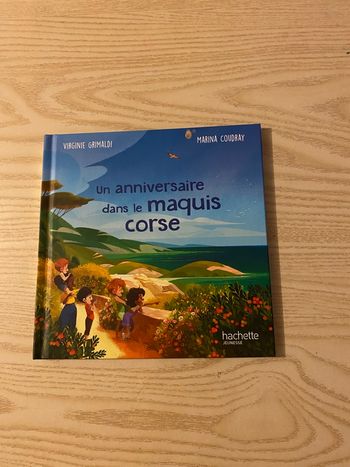 VIRGINIE GRIMALDI
MARINA COUDRAY
Un anniversaire
dans le maquis
corse
hachette
JEUNESSE